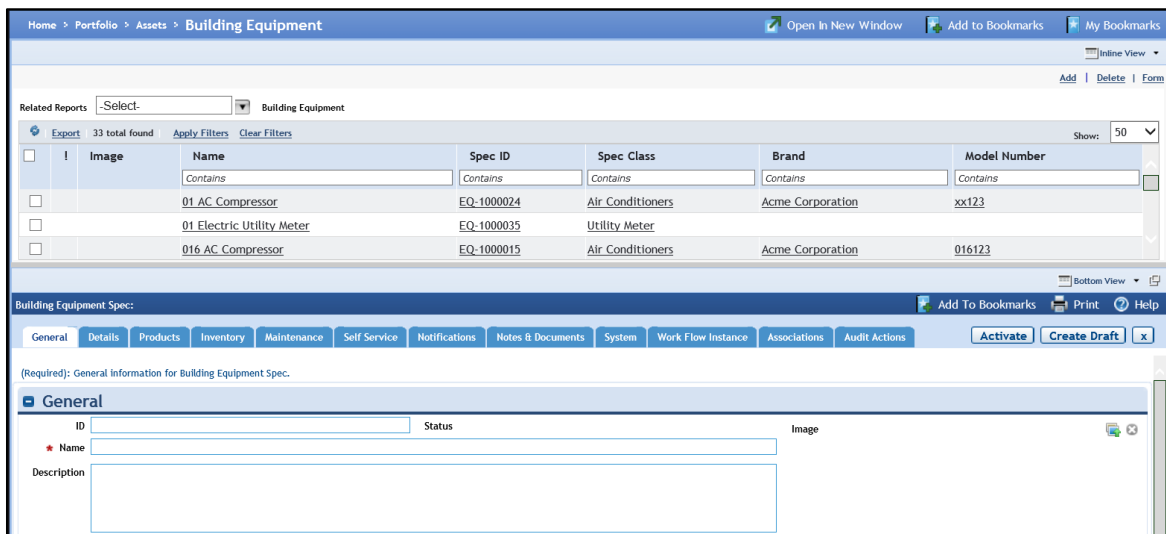 Home > Portfolio > Assets > Building Equipment Open In New Window Add to Bookmarks My Bookmarks
Inline View
Add | Delete | Form
Related Reports -Select- Building Equipment
Export 33 total found Apply Filters Clear Filters Show: 50
! Image Name Spec ID Spec Class Brand Model Number
Contains Contains Contains Contains Contains
01 AC Compressor EQ-1000024 Air Conditioners Acme Corporation xx123
01 Electric Utility Meter EQ-1000035 Utility Meter
016 AC Compressor EQ-1000015 Air Conditioners Acme Corporation 016123
Bottom View
Building Equipment Spec: Add To Bookmarks Print Help
General Details Products Inventory Maintenance Self Service Notifications Notes & Documents System Work Flow Instance Associations Audit Actions Activate Create Draft x
(Required): General information for Building Equipment Spec.
General
ID Status Image
* Name
Description